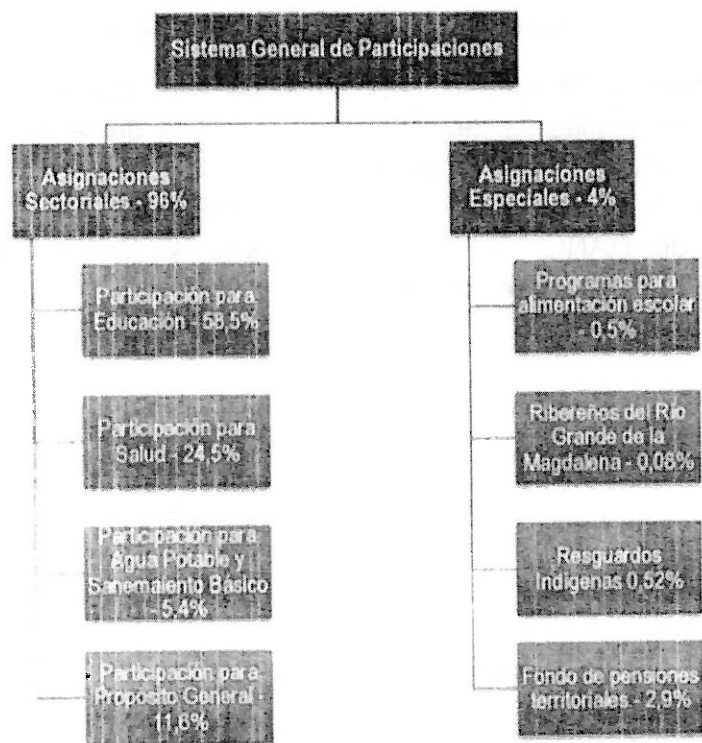 Sistema General de Participaciones
Asignaciones
Sectoriales - 96%
Participación para
Educación - 58,5%
Participación para
Salud - 24,5%
Participación para
Agua Potable y
Sanemaiento Básico
- 5,4%
Participación para
Propósito General -
11,6%
Asignaciones
Especiales - 4%
Programas para
alimentación escolar
- 0,5%
Ribereños del Río
Grande de la
Magdalena - 0,08%
Resguardos
Indígenas 0,52%
Fondo de pensiones
territoriales - 2,9%